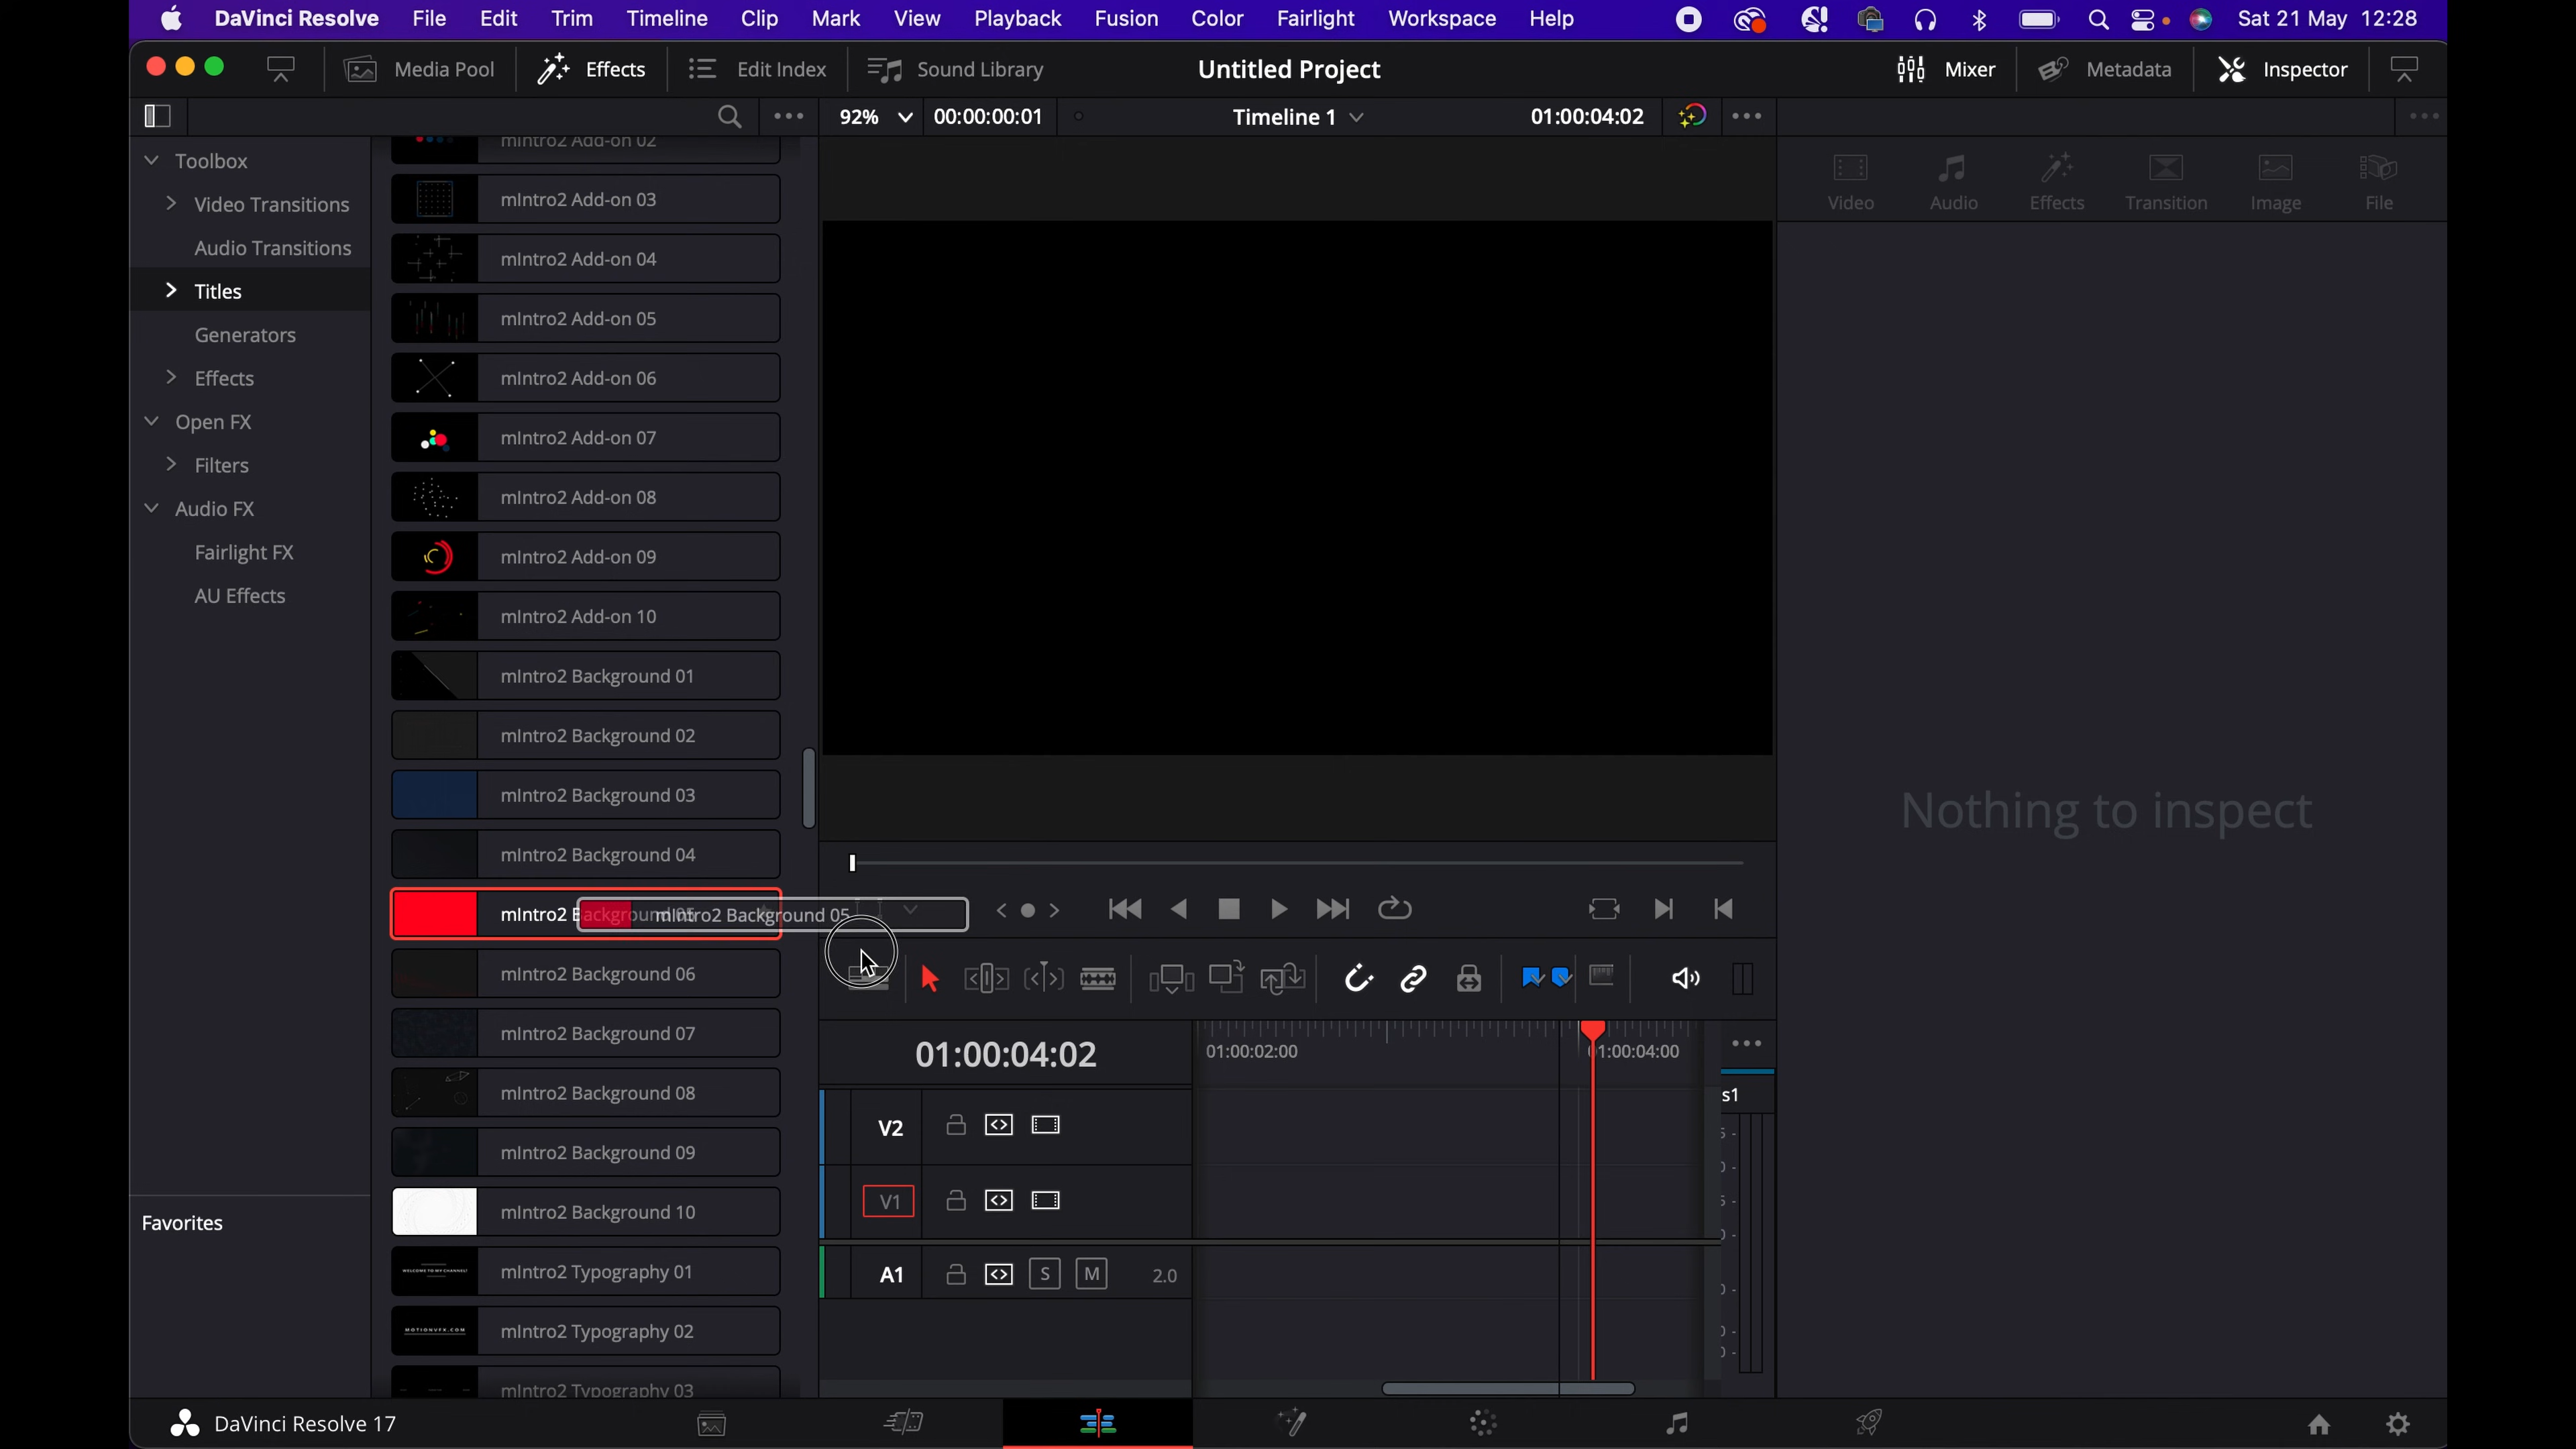 DaVinci Resolve File Edit Trim Timeline Clip Mark View Playback Fusion Color Fairlight Workspace Help Sat 21 May 12:28
Media Pool Effects Edit Index Sound Library Untitled Project Mixer Metadata Inspector
92% 00:00:00:01 Timeline 1 01:00:04:02
Toolbox
Video Transitions
Audio Transitions
Titles
Generators
Effects
Open FX
Filters
Audio FX
Fairlight FX
AU Effects
Favorites
mIntro2 Add-on 02
mIntro2 Add-on 03
mIntro2 Add-on 04
mIntro2 Add-on 05
mIntro2 Add-on 06
mIntro2 Add-on 07
mIntro2 Add-on 08
mIntro2 Add-on 09
mIntro2 Add-on 10
mIntro2 Background 01
mIntro2 Background 02
mIntro2 Background 03
mIntro2 Background 04
mIntro2 Background 05
mIntro2 Background 05
mIntro2 Background 06
mIntro2 Background 07
mIntro2 Background 08
mIntro2 Background 09
mIntro2 Background 10
WELCOME TO MY CHANNEL! mIntro2 Typography 01
MOTIONVFX.COM mIntro2 Typography 02
mIntro2 Typography 03
Video Audio Effects Transition Image File
Nothing to inspect
01:00:04:02 01:00:02:00 01:00:04:00
s1
V2
V1
A1 S M 2.0
DaVinci Resolve 17